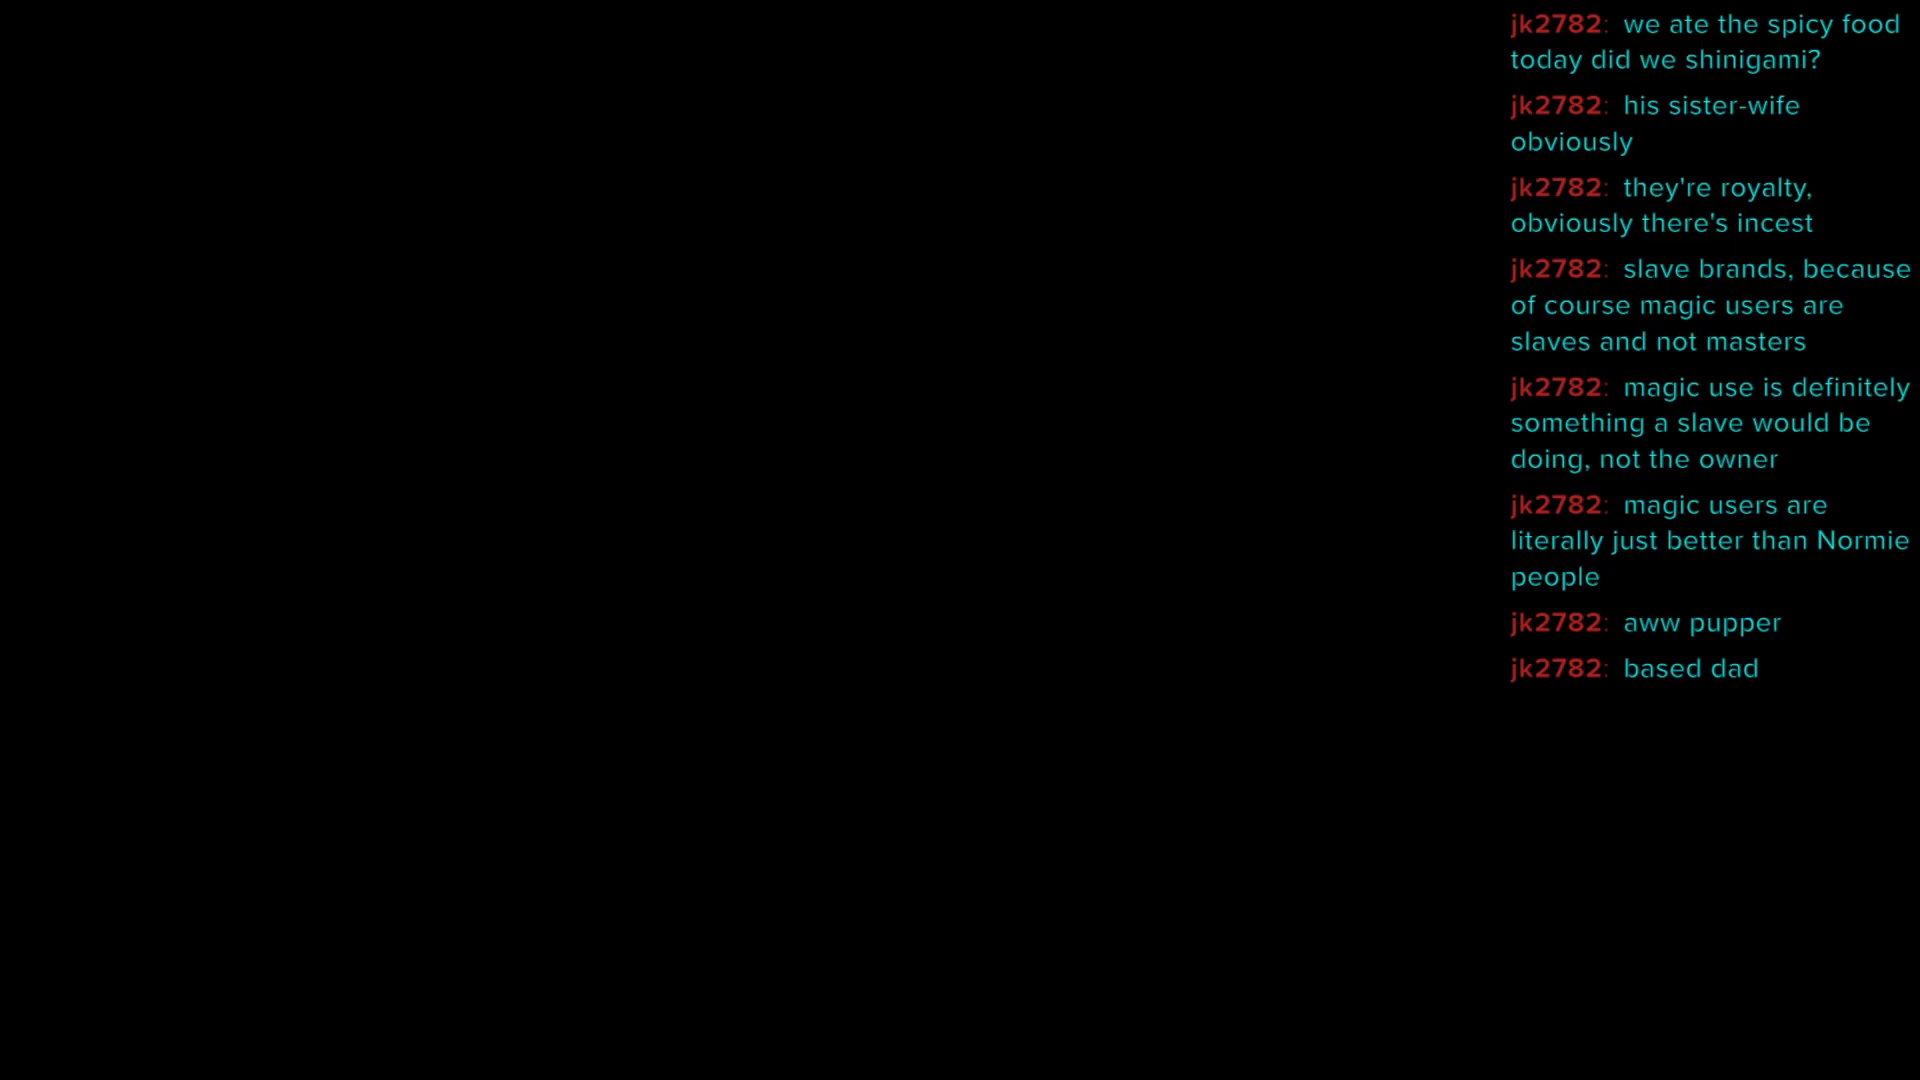 jk2782: we ate the spicy food
today did we shinigami?
jk2782: his sister-wife
obviously
jk2782: they're royalty,
obviously there's incest
jk2782: slave brands, because
of course magic users are
slaves and not masters
jk2782: magic use is definitely
something a slave would be
doing, not the owner
jk2782: magic users are
literally just better than Normie
people
jk2782: aww pupper
jk2782: based dad